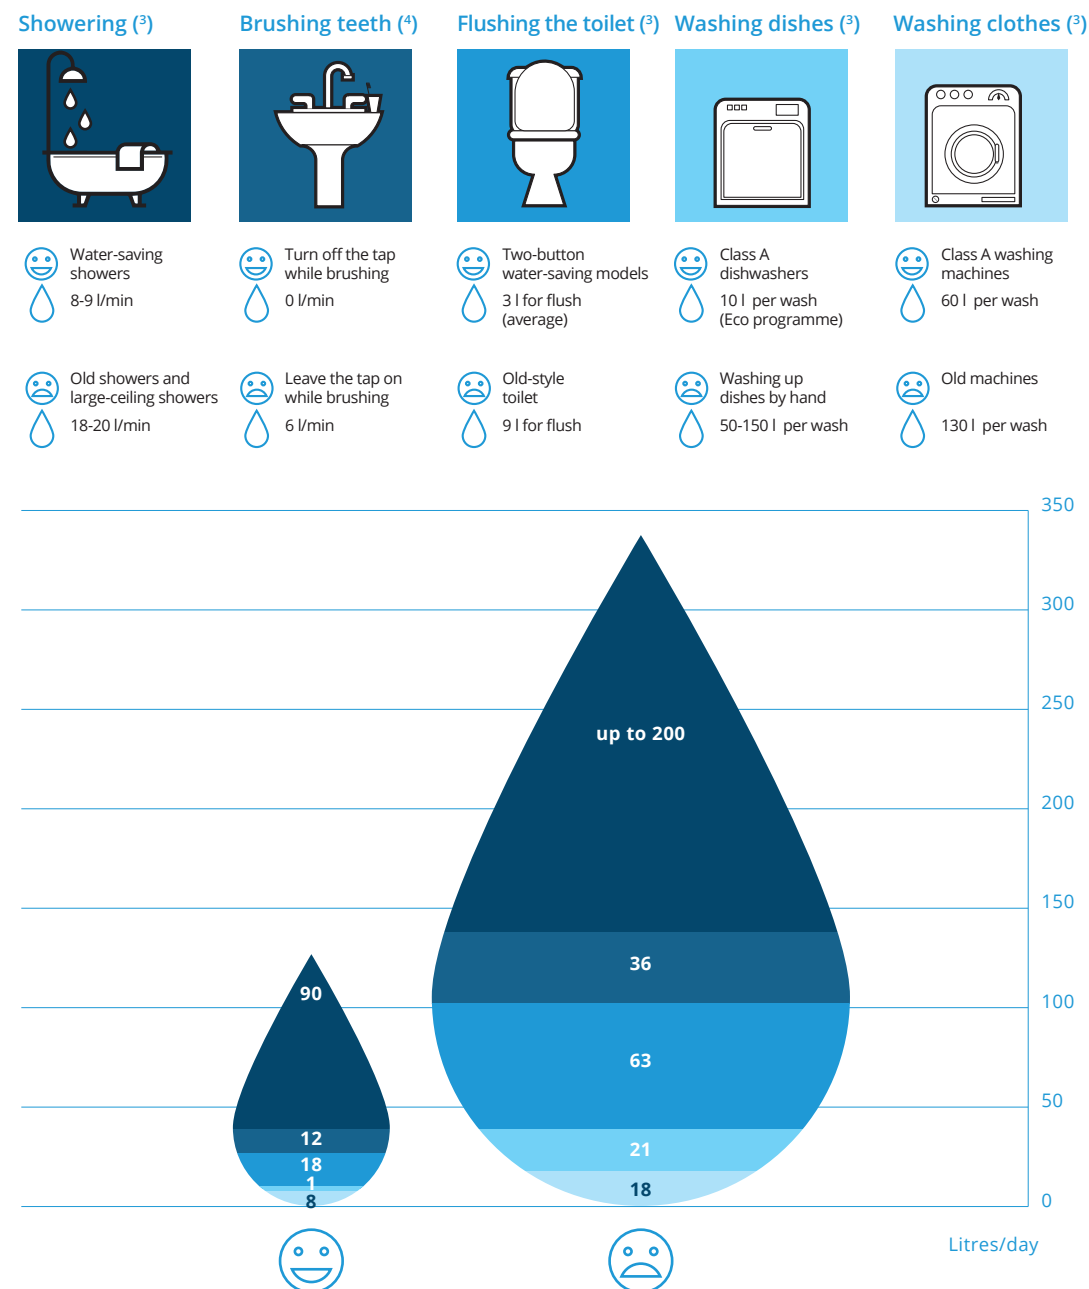 Showering (³)
Brushing teeth (⁴)
Flushing the toilet (³)
Washing dishes (³)
Washing clothes (³)
Water-saving
showers
8-9 l/min
Turn off the tap
while brushing
0 l/min
Two-button
water-saving models
3 l for flush
(average)
Class A
dishwashers
10 l per wash
(Eco programme)
Class A washing
machines
60 l per wash
Old showers and
large-ceiling showers
18-20 l/min
Leave the tap on
while brushing
6 l/min
Old-style
toilet
9 l for flush
Washing up
dishes by hand
50-150 l per wash
Old machines
130 l per wash
350
300
250
200
150
100
50
0
Litres/day
90
12
18
1
8
up to 200
36
63
21
18